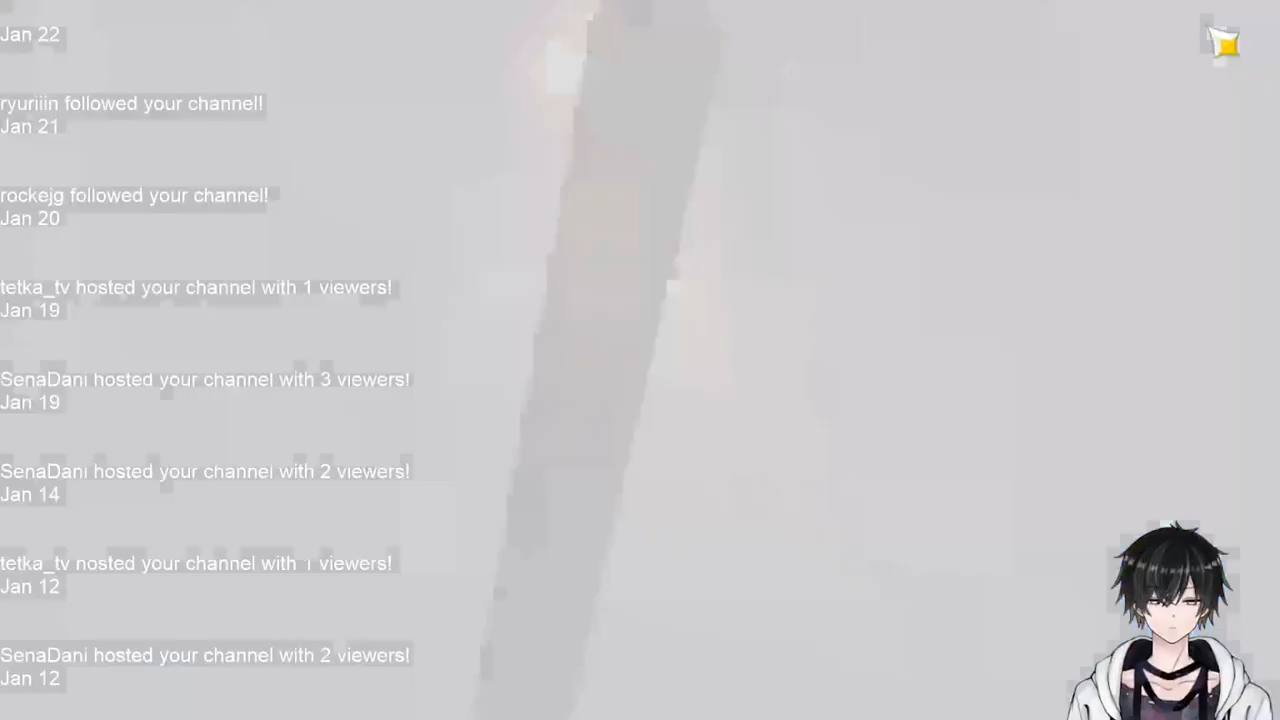 Jan 22
ryuriiin followed your channel!
Jan 21
rockejg followed your channel!
Jan 20
tetka_tv hosted your channel with 1 viewers!
Jan 19
SenaDani hosted your channel with 3 viewers!
Jan 19
SenaDani hosted your channel with 2 viewers!
Jan 14
tetka_tv hosted your channel with 1 viewers!
Jan 12
SenaDani hosted your channel with 2 viewers!
Jan 12